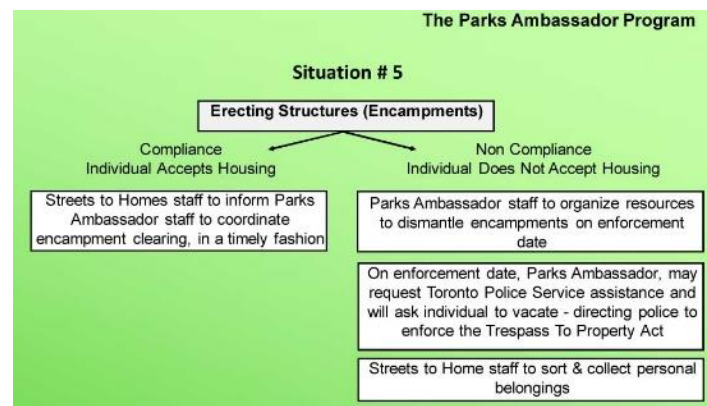 The Parks Ambassador Program
Situation # 5
Erecting Structures (Encampments)
Compliance
Individual Accepts Housing
Streets to Homes staff to inform Parks
Ambassador staff to coordinate
encampment clearing, in a timely fashion
Non Compliance
Individual Does Not Accept Housing
Parks Ambassador staff to organize resources
to dismantle encampments on enforcement
date
On enforcement date, Parks Ambassador, may
request Toronto Police Service assistance and
will ask individual to vacate - directing police to
enforce the Trespass To Property Act
Streets to Home staff to sort & collect personal
belongings